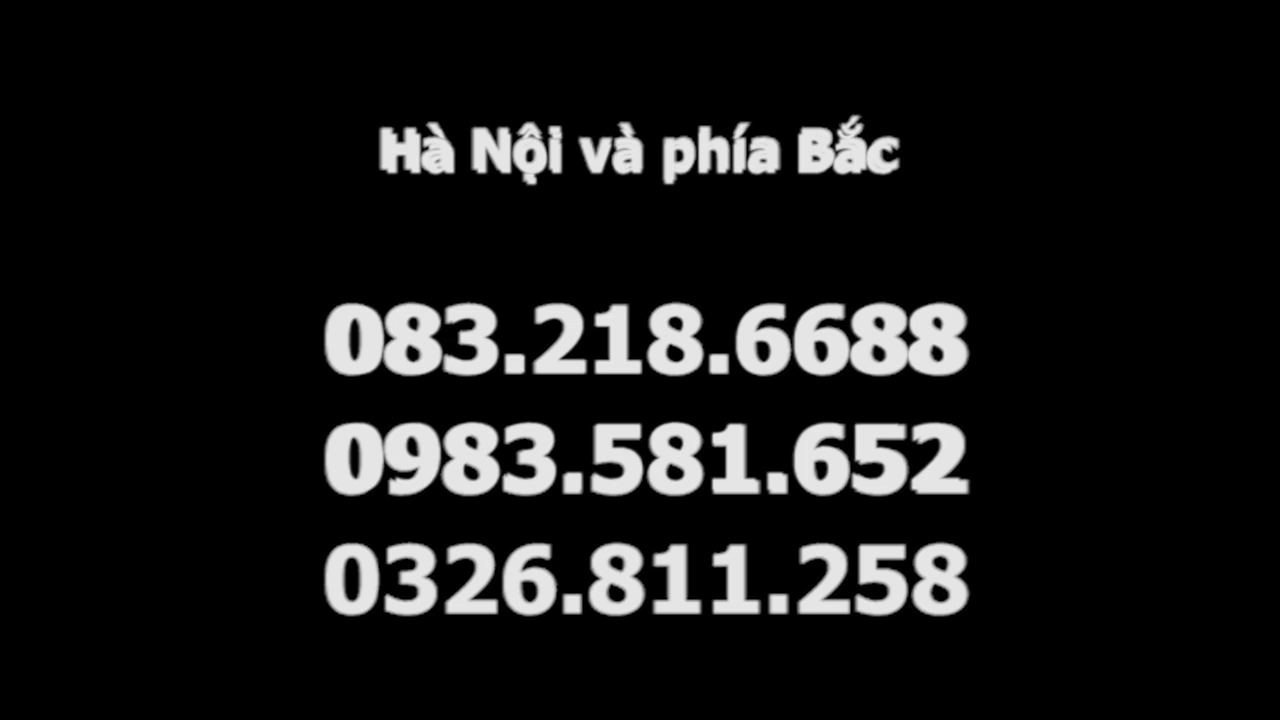 Hà Nội và phía Bắc
083.218.6688
0983.581.652
0326.811.258